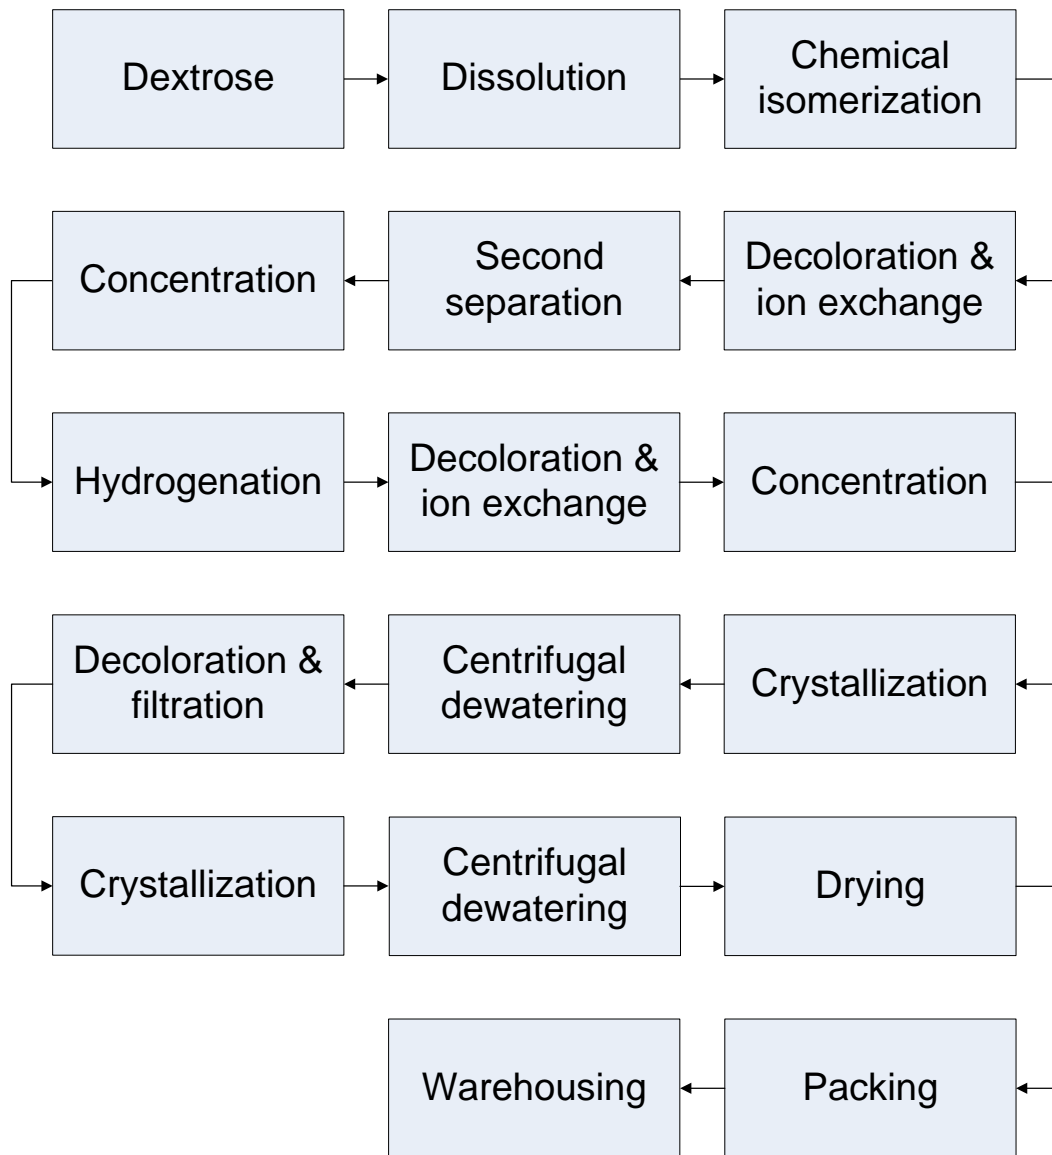 Dextrose
Dissolution
Chemical
isomerization
Concentration
Second
separation
Decoloration &
ion exchange
Hydrogenation
Decoloration &
ion exchange
Concentration
Decoloration &
filtration
Centrifugal
dewatering
Crystallization
Crystallization
Centrifugal
dewatering
Drying
Warehousing
Packing